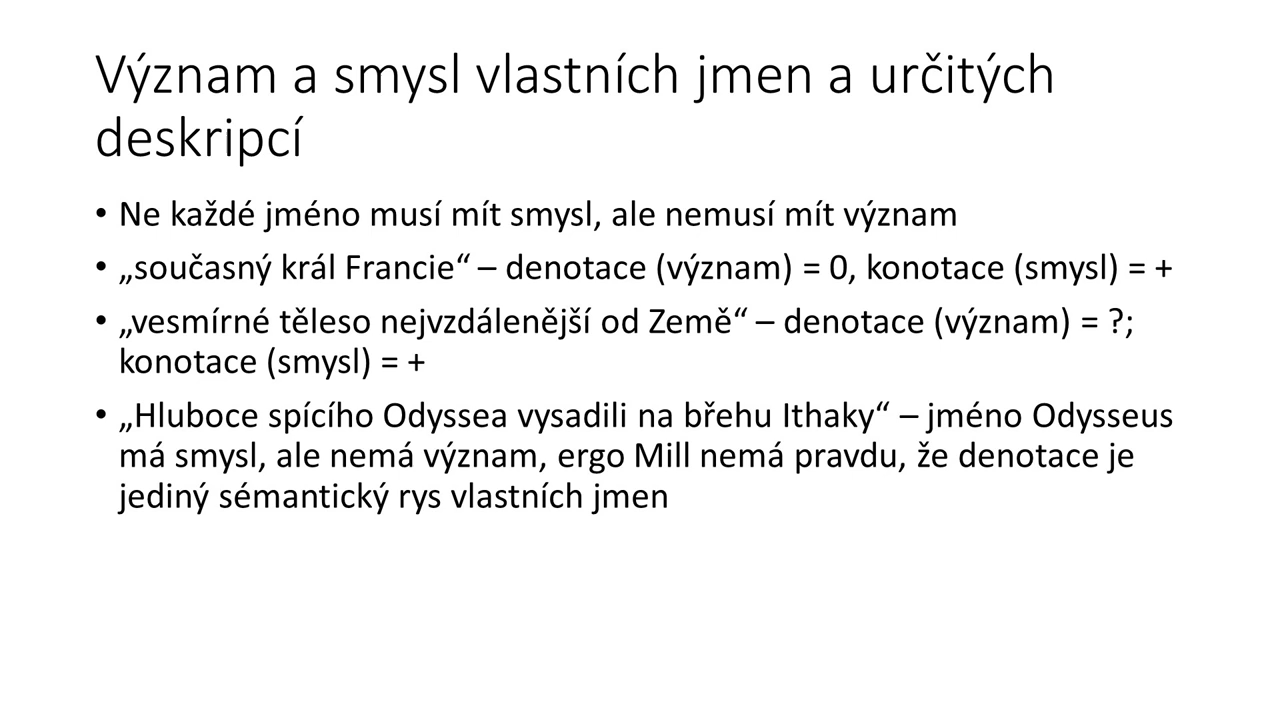 Význam a smysl vlastních jmen a určitých
deskripcí
• Ne každé jméno musí mít smysl, ale nemusí mít význam
• „současný král Francie“ – denotace (význam) = 0, konotace (smysl) = +
• „vesmírné těleso nejvzdálenější od Země“ – denotace (význam) = ?;
konotace (smysl) = +
• „Hluboce spícího Odyssea vysadili na břehu Ithaky“ – jméno Odysseus
má smysl, ale nemá význam, ergo Mill nemá pravdu, že denotace je
jediný sémantický rys vlastních jmen